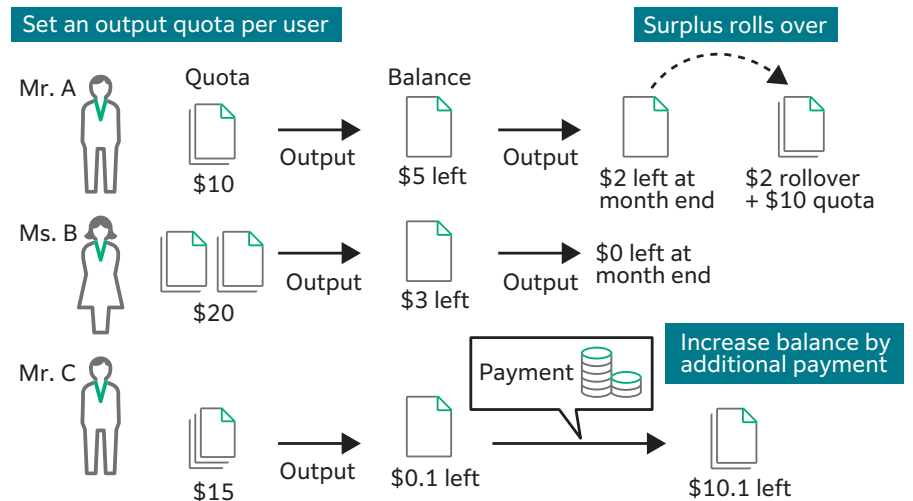 Set an output quota per user
Surplus rolls over
Mr. A
Quota
Balance
Output
Output
$10
$5 left
$2 left at
month end
$2 rollover
+ $10 quota
Ms. B
Output
Output
$0 left at
month end
$20
$3 left
Increase balance by
additional payment
Payment
Mr. C
Output
$15
$0.1 left
$10.1 left